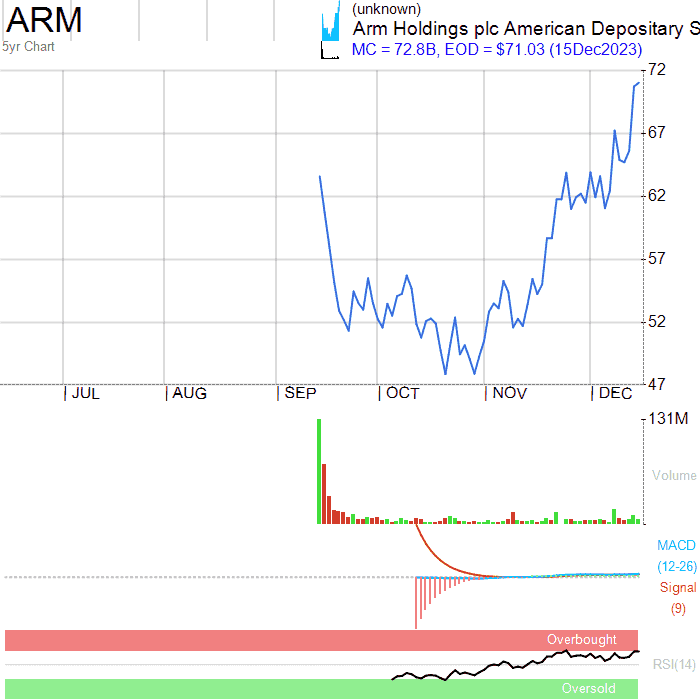 ARM
5yr Chart
(unknown)
Arm Holdings plc American Depositary S
MC = 72.8B, EOD = $71.03 (15Dec2023)
72
67
62
57
52
47
JUL AUG SEP OCT NOV DEC
131M
Volume
MACD
(12-26)
Signal
(9)
Overbought
RSI(14)
Oversold